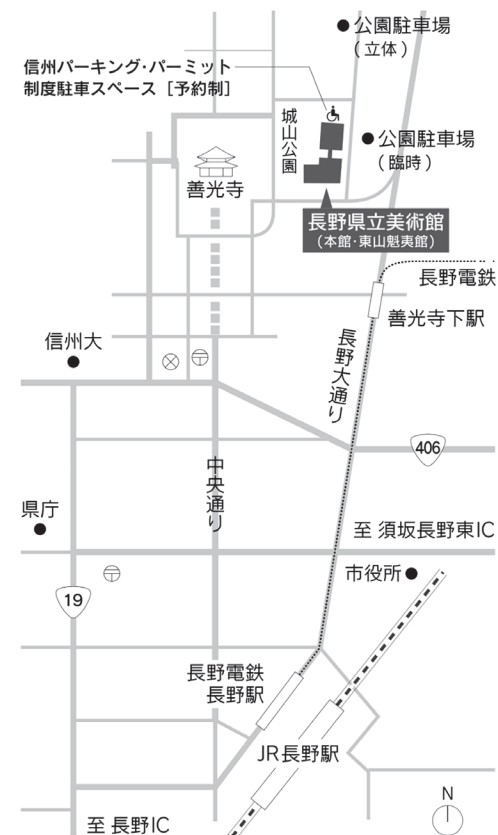 公園駐車場
(立体)
信州パーキング・パーミット
制度駐車スペース［予約制］
城山公園
公園駐車場
(臨時)
善光寺
長野県立美術館
(本館・東山魁夷館)
長野電鉄
善光寺下駅
信州大
長野大通り
406
中央通り
県庁
至 須坂長野東IC
市役所
19
長野電鉄
長野駅
JR長野駅
N
至 長野IC